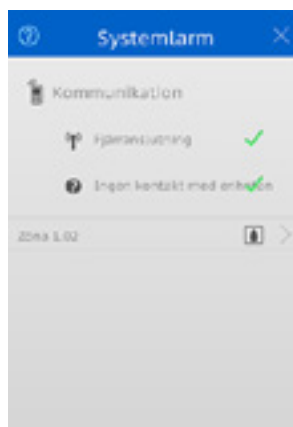 Systemlarm
Kommunikation
Fjärranslutning
Ingen kontakt med enheten
Zona 1.02